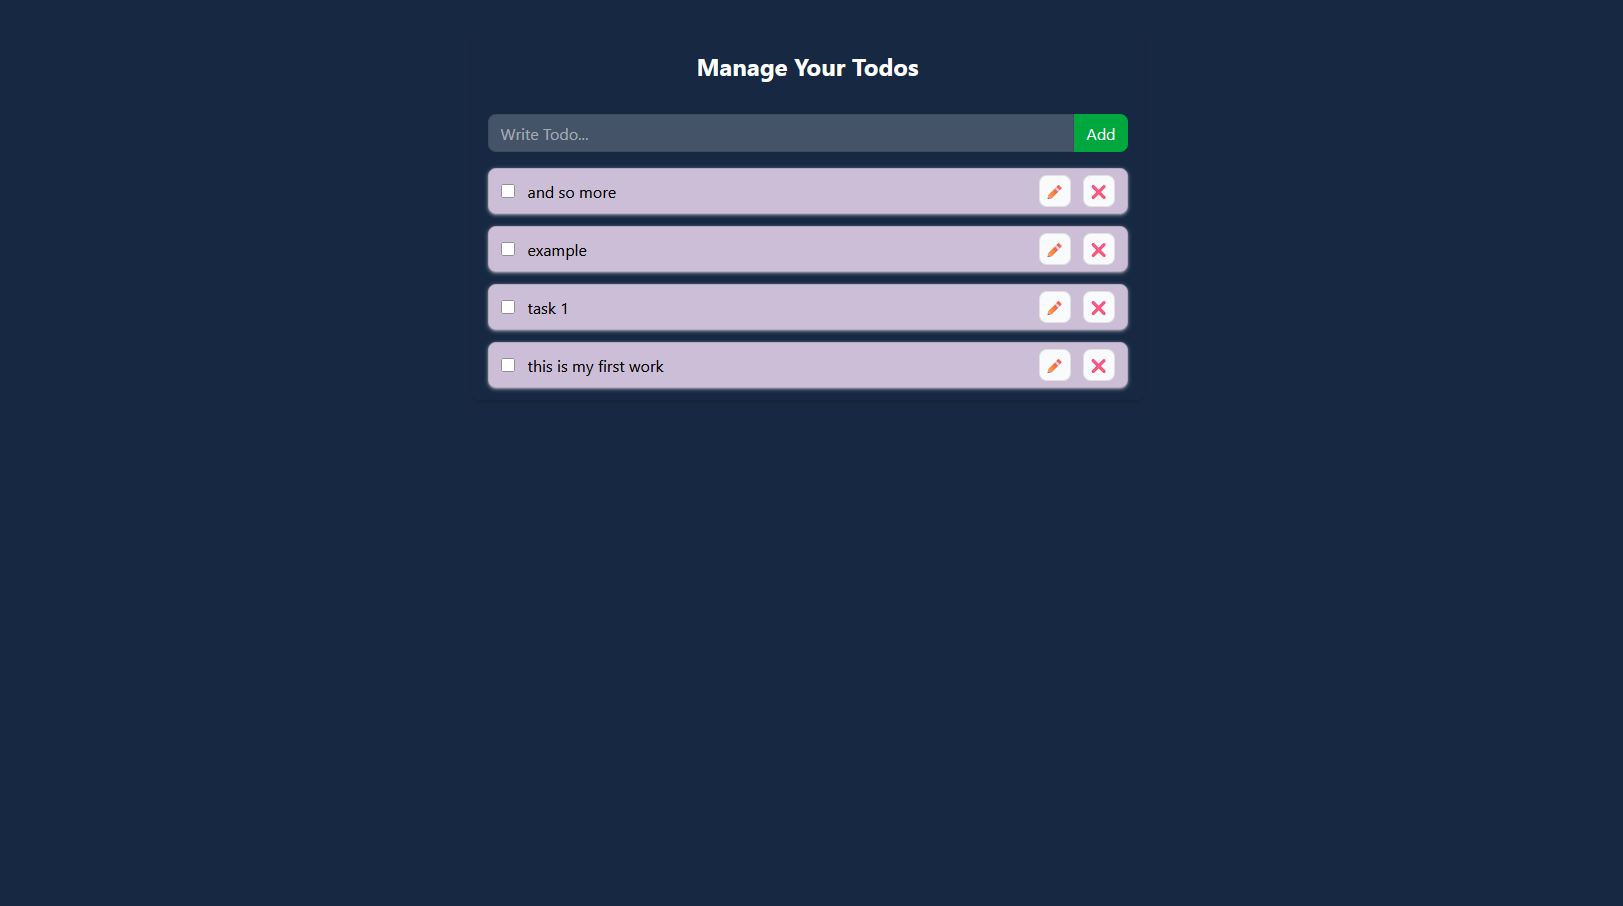 Manage Your Todos
Write Todo...
Add
and so more
example
task 1
this is my first work